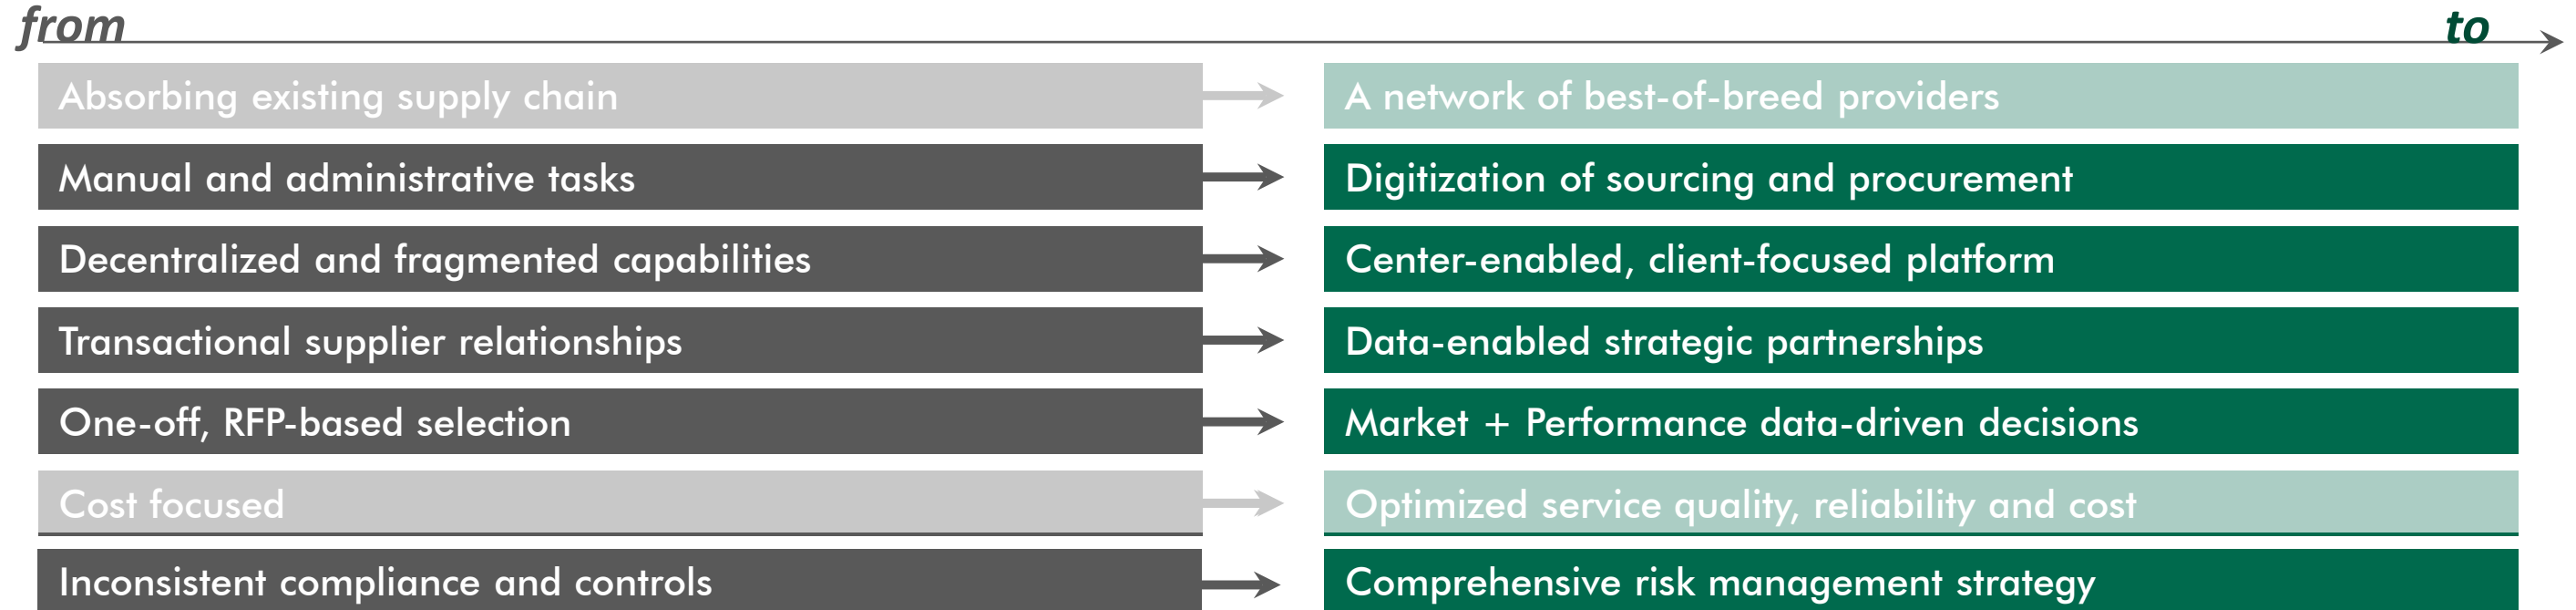 from
to
Absorbing existing supply chain
A network of best-of-breed providers
Manual and administrative tasks
Digitization of sourcing and procurement
Decentralized and fragmented capabilities
Center-enabled, client-focused platform
Transactional supplier relationships
Data-enabled strategic partnerships
One-off, RFP-based selection
Market + Performance data-driven decisions
Cost focused
Optimized service quality, reliability and cost
Inconsistent compliance and controls
Comprehensive risk management strategy